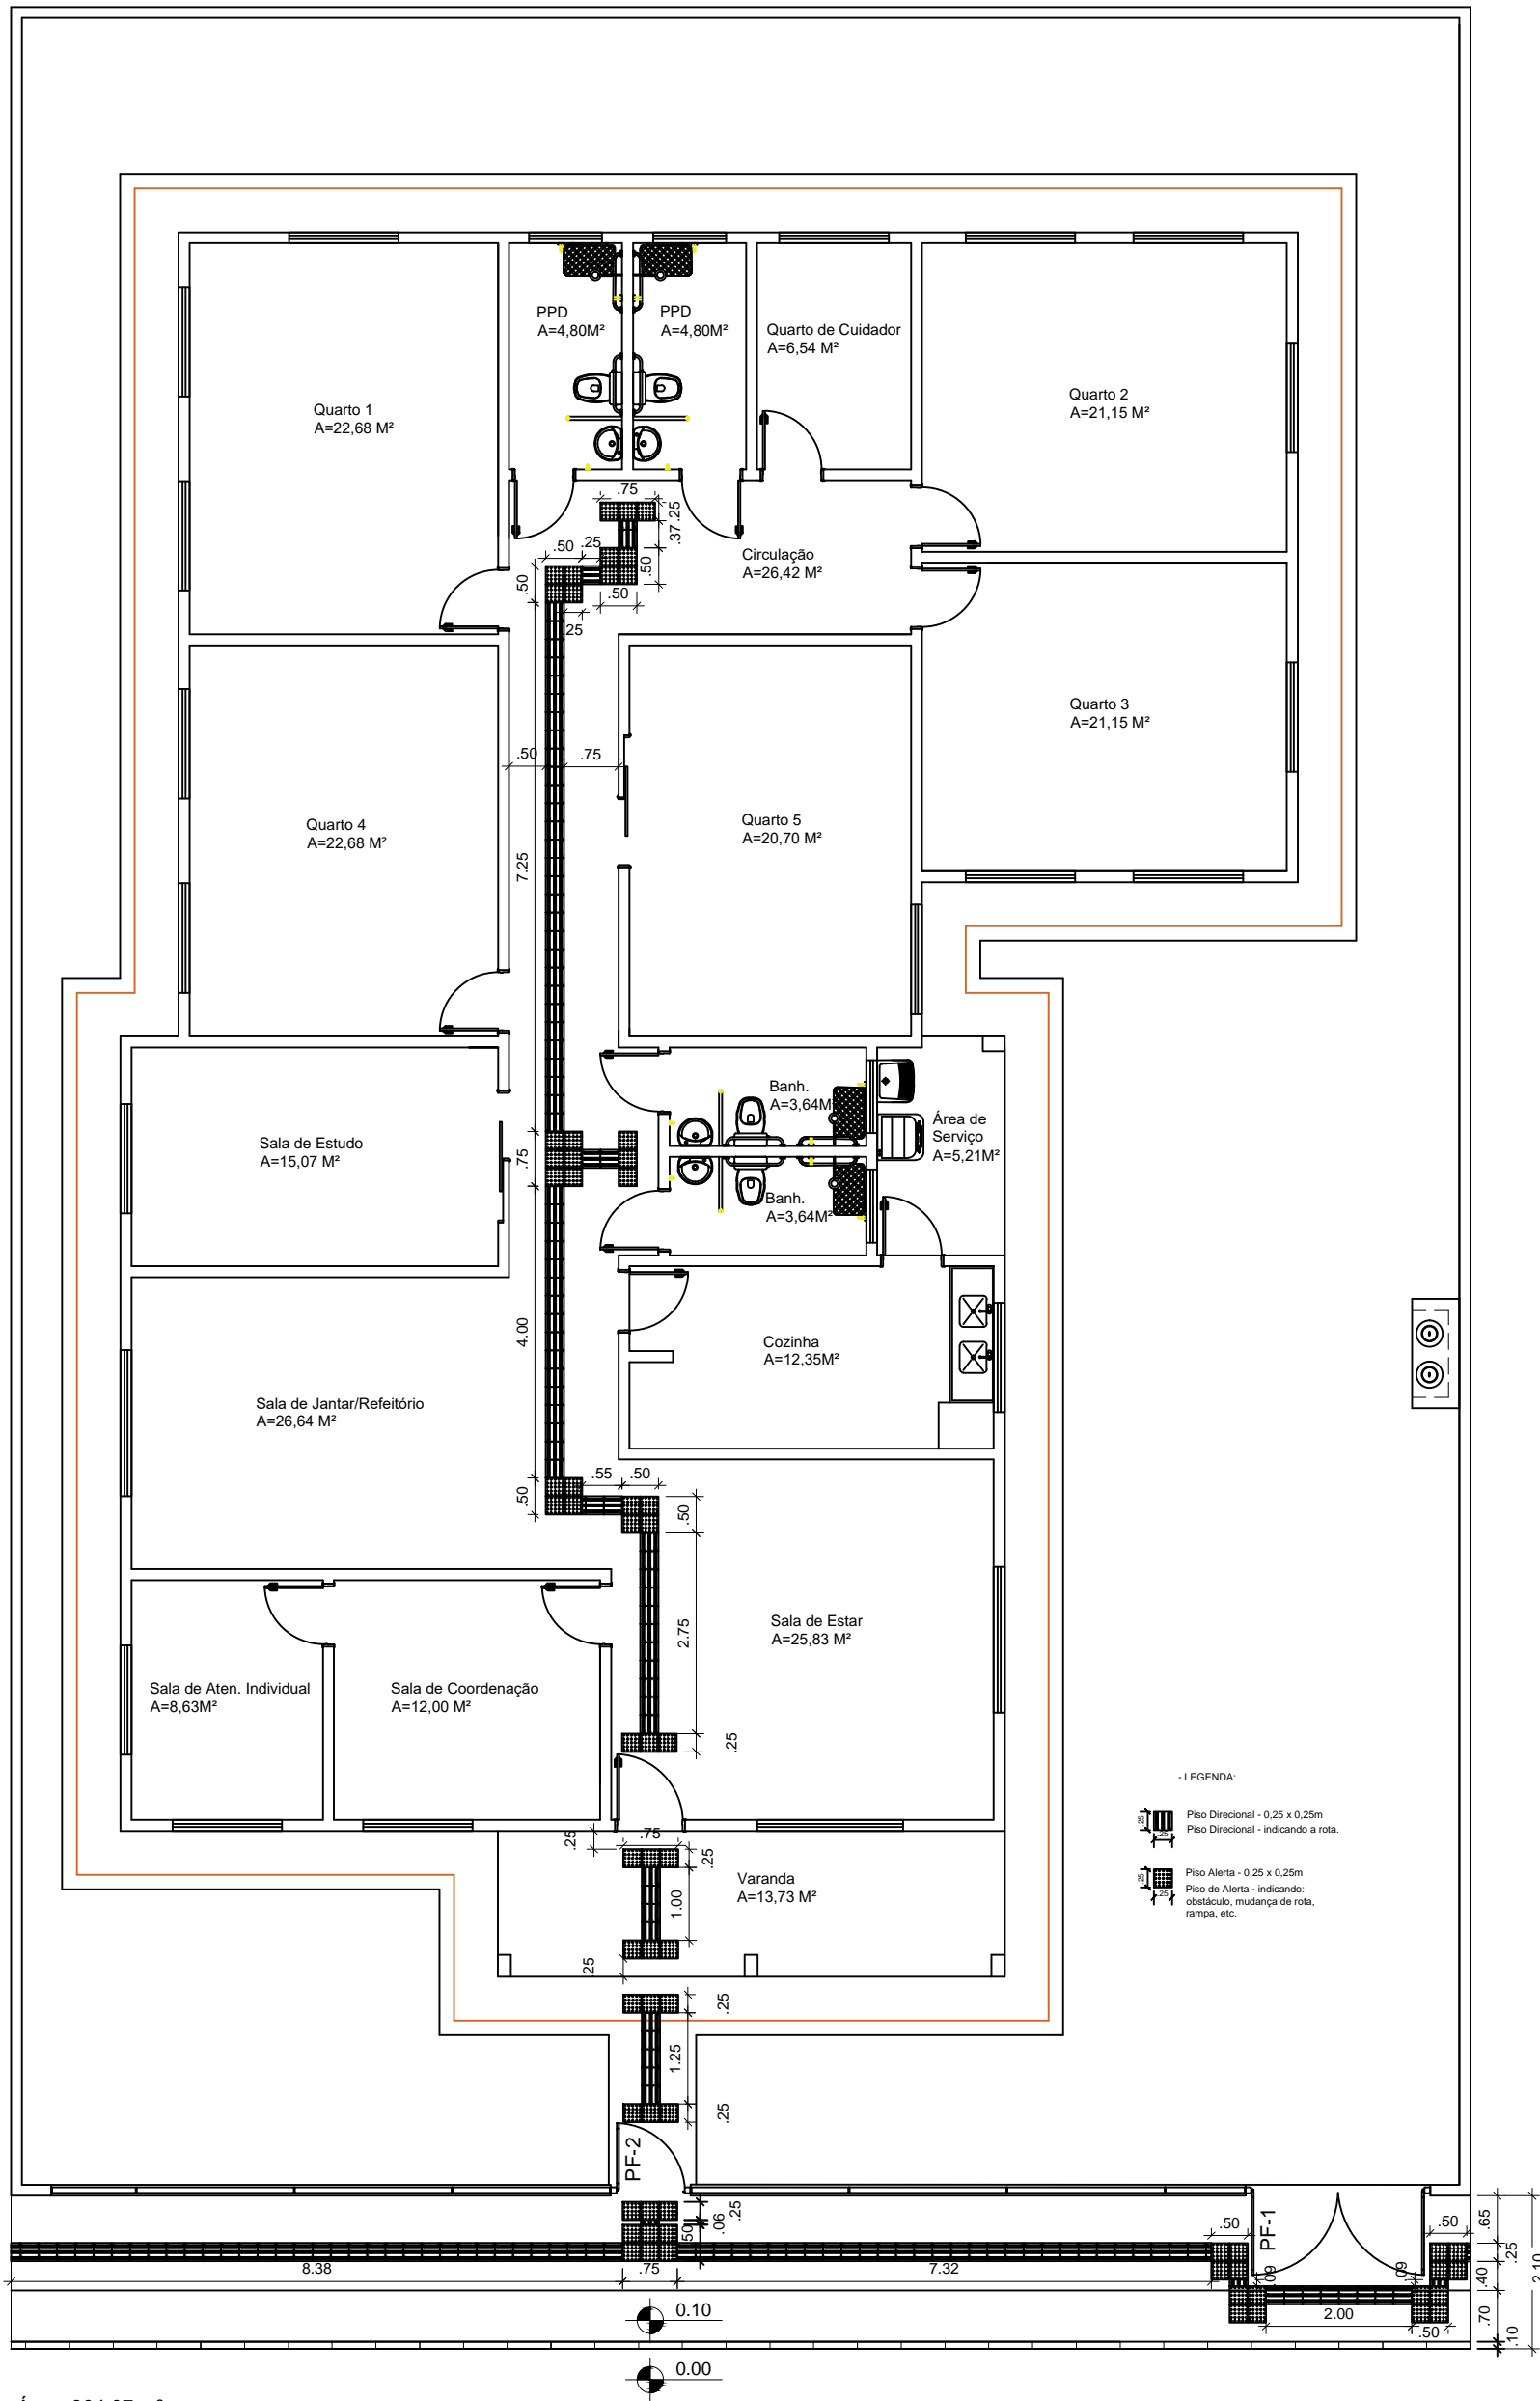 PPD
A=4,80M²
PPD
A=4,80M²
Quarto de Cuidador
A=6,54 M²
Quarto 1
A=22,68 M²
Quarto 2
A=21,15 M²
.75
.25
.37
.50
.25
.50
.50
.50
.25
Circulação
A=26,42 M²
Quarto 3
A=21,15 M²
.50
.75
Quarto 4
A=22,68 M²
Quarto 5
A=20,70 M²
7.25
Banh.
A=3,64M²
Área de
Serviço
A=5,21M²
Sala de Estudo
A=15,07 M²
.75
Banh.
A=3,64M²
4.00
Cozinha
A=12,35M²
Sala de Jantar/Refeitório
A=26,64 M²
.50
.55
.50
.50
2.75
Sala de Estar
A=25,83 M²
Sala de Aten. Individual
A=8,63M²
Sala de Coordenação
A=12,00 M²
.25
- LEGENDA:
.25
.25
Piso Direcional - 0,25 x 0,25m
Piso Direcional - indicando a rota.
.25
.25
Piso Alerta - 0,25 x 0,25m
Piso de Alerta - indicando:
obstáculo, mudança de rota,
rampa, etc.
.25
.75
.25
1.00
Varanda
A=13,73 M²
.25
.25
1.25
.25
PF-2
.25
.06
.50
PF-1
.50
.50
.65
.25
2.10
8.38
.75
7.32
.09
.09
.40
2.00
.50
.70
.10
0.10
0.00